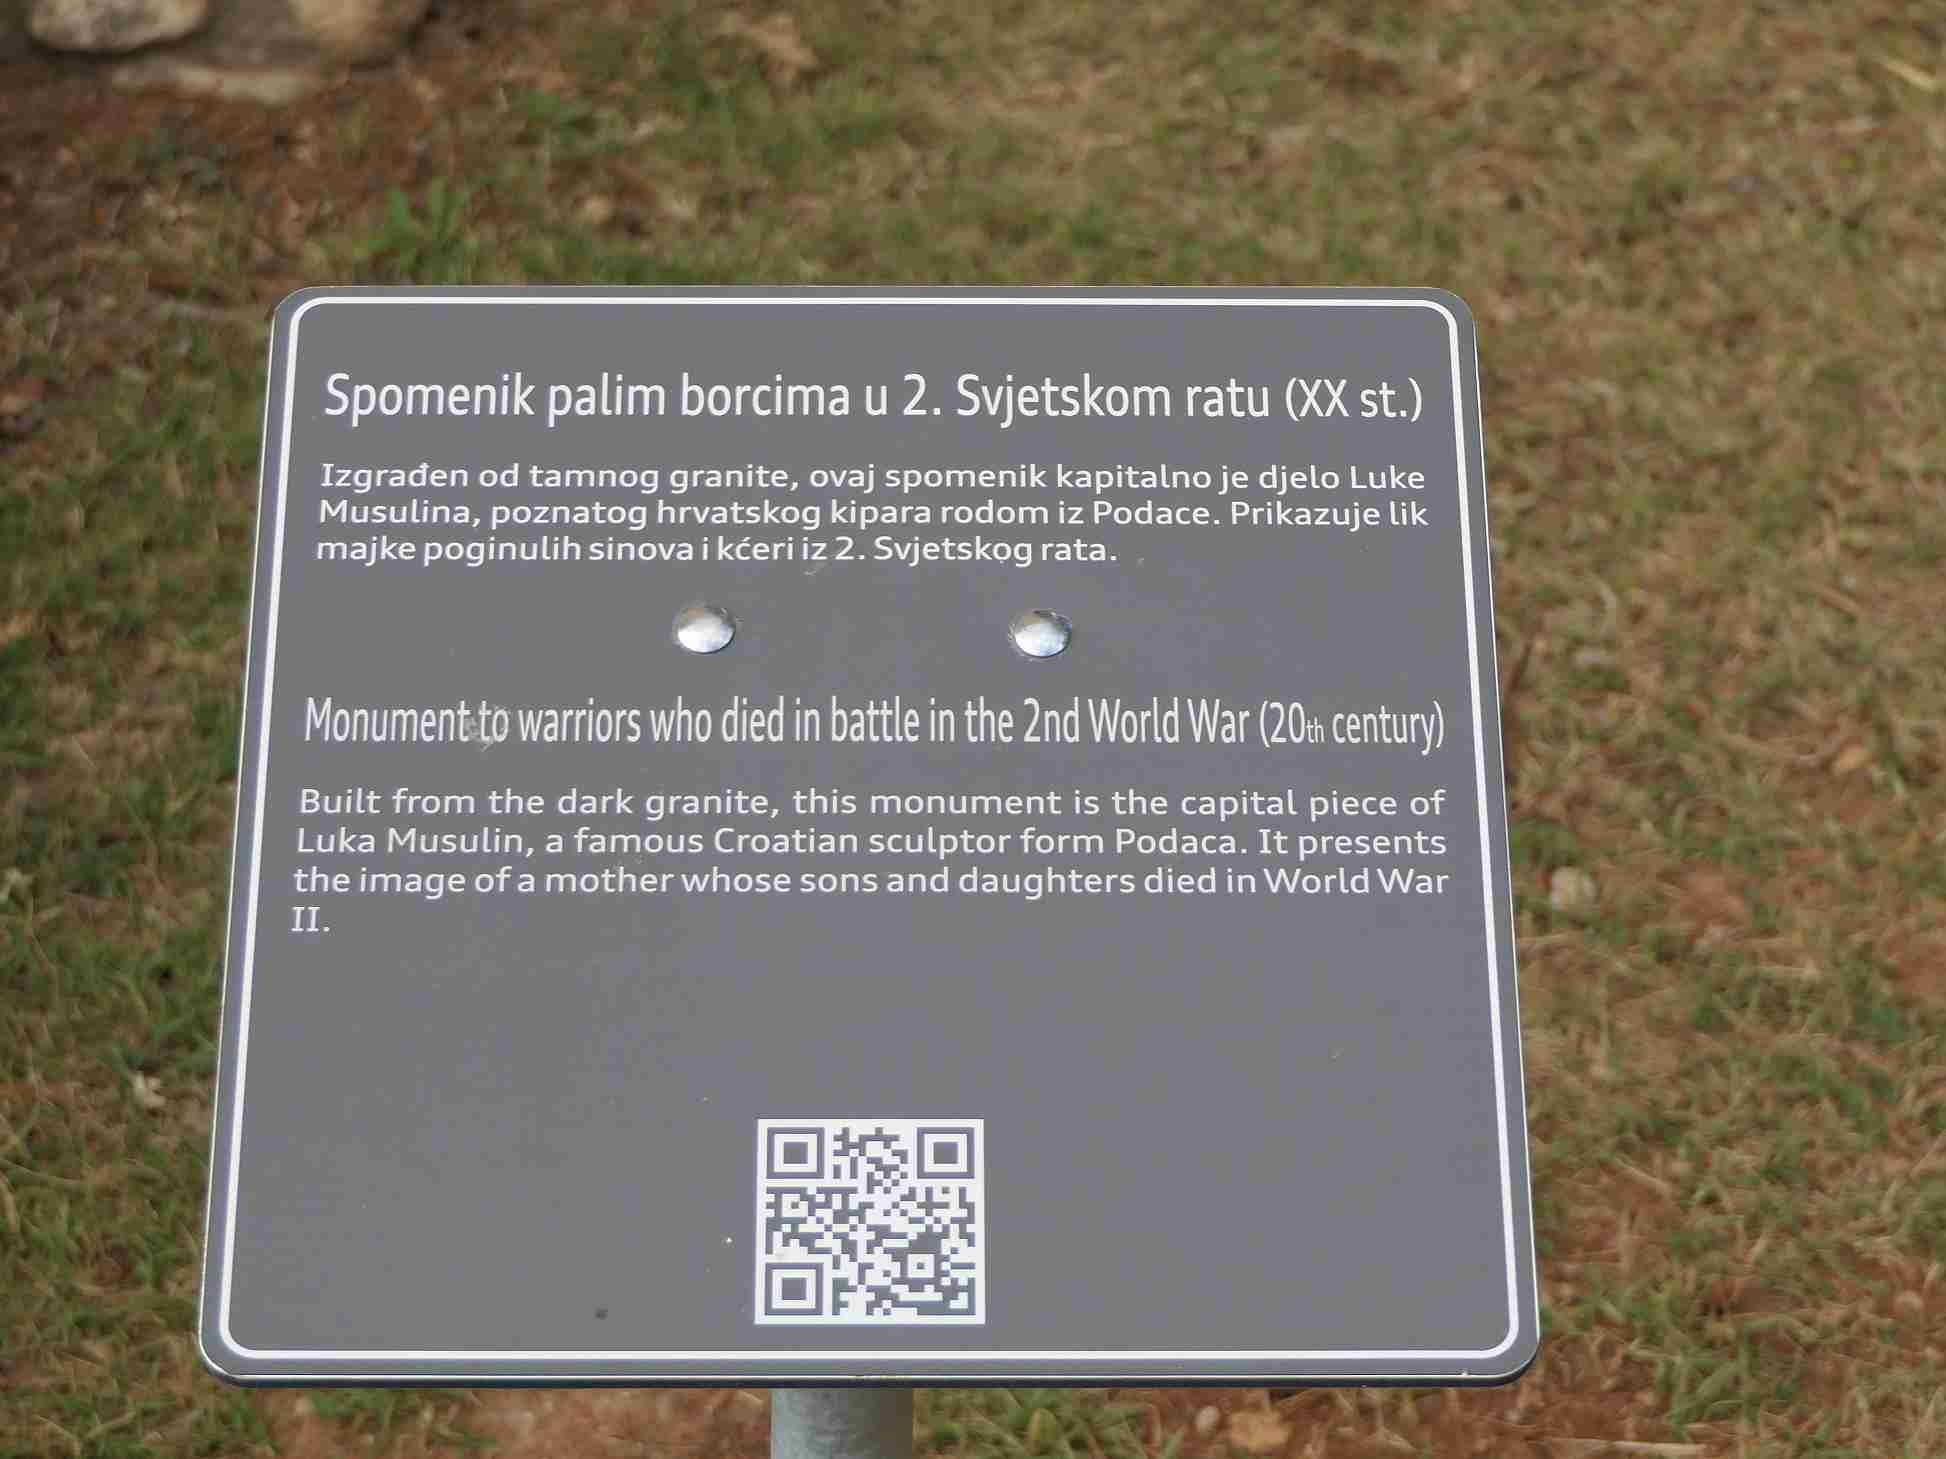 Spomenik palim borcima u 2. Svjetskom ratu (XX st.)
Izgrađen od tamnog granite, ovaj spomenik kapitalno je djelo Luke
Musulina, poznatog hrvatskog kipara rodom iz Podace. Prikazuje lik
majke poginulih sinova i kćeri iz 2. Svjetskog rata.
Monument to warriors who died in battle in the 2nd World War (20th century)
Built from the dark granite, this monument is the capital piece of
Luka Musulin, a famous Croatian sculptor form Podaca. It presents
the image of a mother whose sons and daughters died in World War
II.